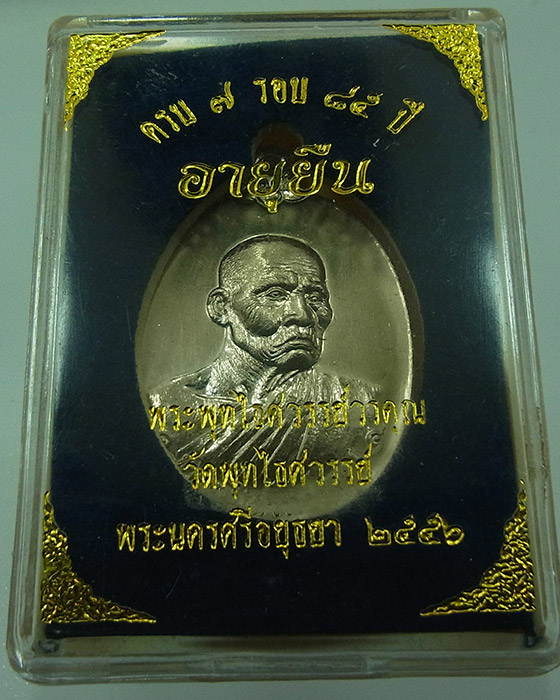 ครบ ๗ รอบ ๘๕ ปี
อายุยืน
พระพุทไธศวรรย์วรคุณ
วัดพุทไธศวรรย์
พระนครศรีอยุธยา ๒๕๔๖